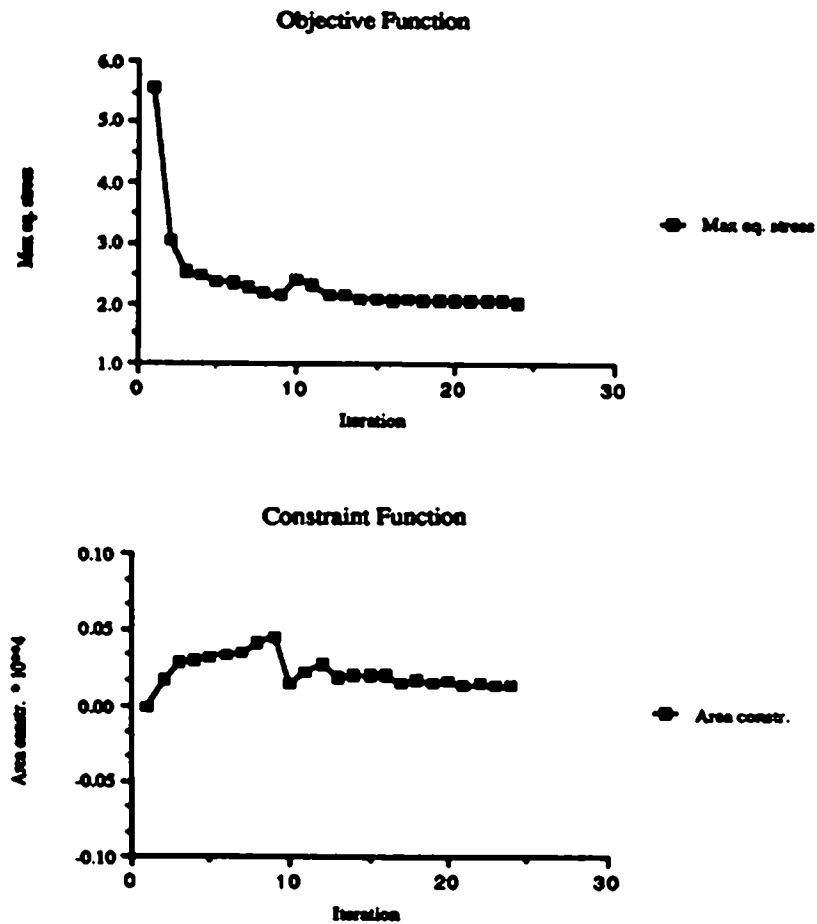 Objective Function
6.0
5.0
4.0
3.0
2.0
1.0
Max eq. stress
0
10
20
30
Iteration
Max eq. stress
Constraint Function
0.10
0.05
0.00
-0.05
-0.10
Area constr. * 10**4
0
10
20
30
Iteration
Area constr.